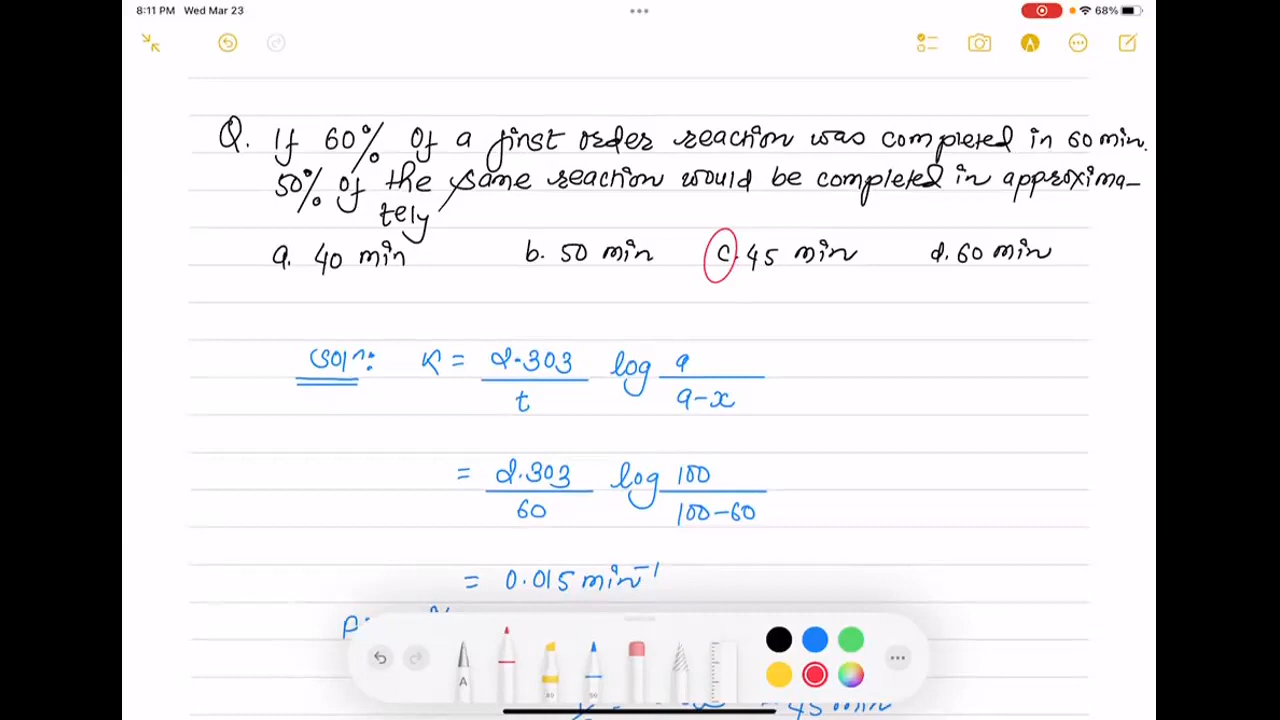 8:11 PM Wed Mar 23
68%
Q. If 60% of a first order reaction was completed in 60 min.
50% of the same reaction would be completed in approxima-
tely
a. 40 min b. 50 min c. 45 min d. 60 min
Soln: K = 2.303 log a
t a-x
= 2.303 log 100
60 100-60
= 0.015 min-1
A
45 min